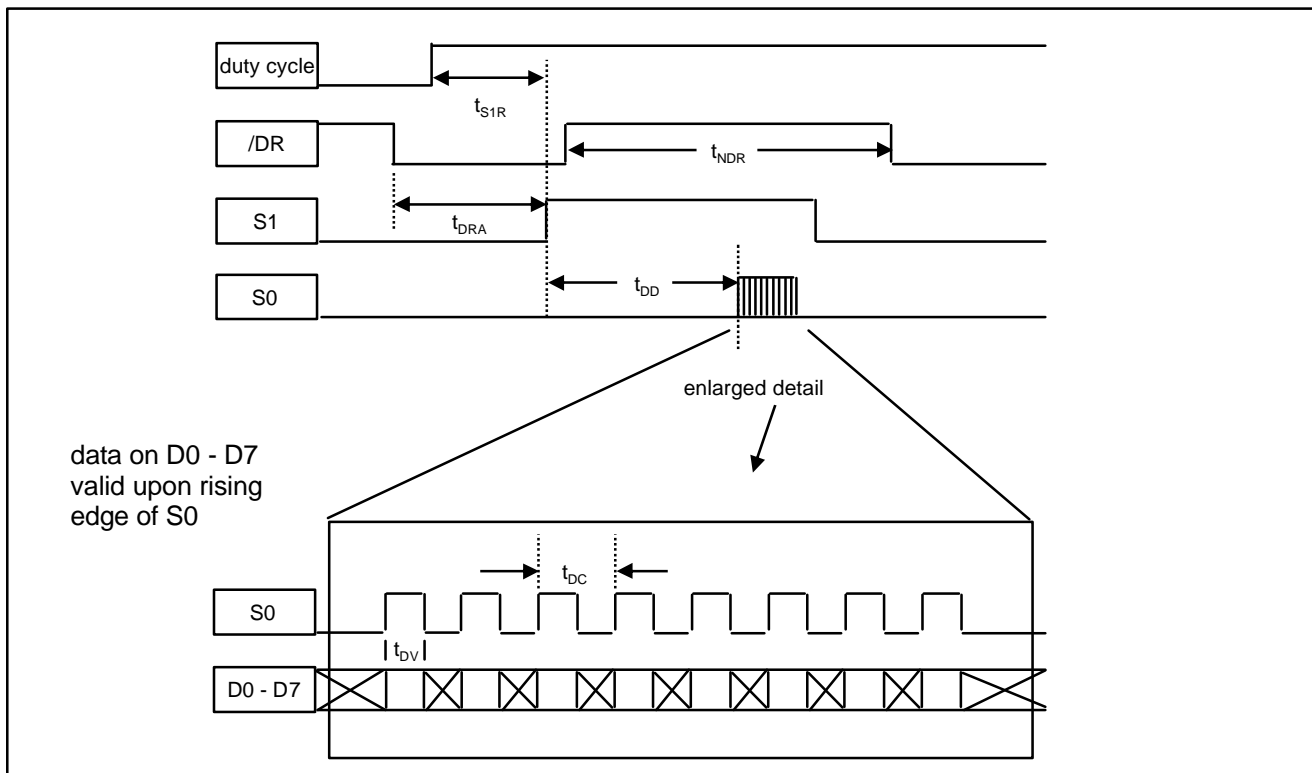 duty cycle
tS1R
/DR
tNDR
S1
tDRA
S0
tDD
enlarged detail
data on D0 - D7
valid upon rising
edge of S0
tDC
S0
tDV
D0 - D7